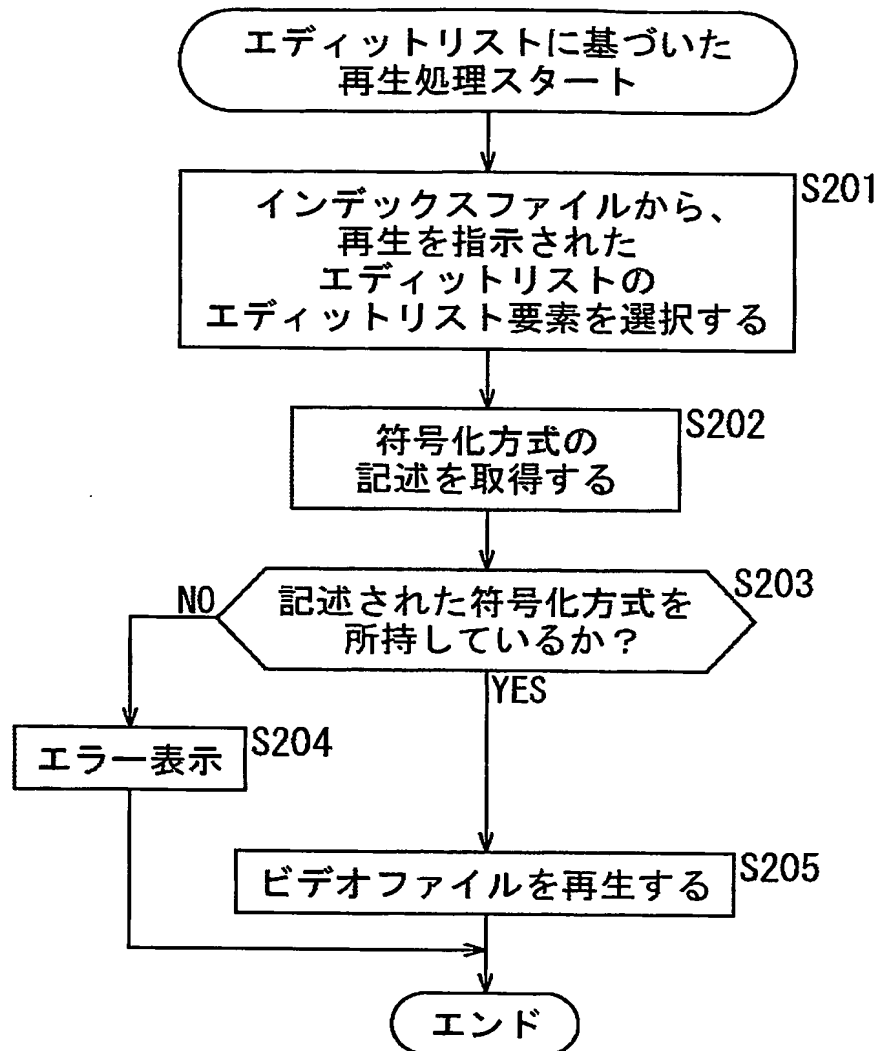 エディットリストに基づいた
再生処理スタート
S201
インデックスファイルから、
再生を指示された
エディットリストの
エディットリスト要素を選択する
S202
符号化方式の
記述を取得する
S203
記述された符号化方式を
所持しているか？
NO
YES
エラー表示
S204
ビデオファイルを再生する
S205
エンド